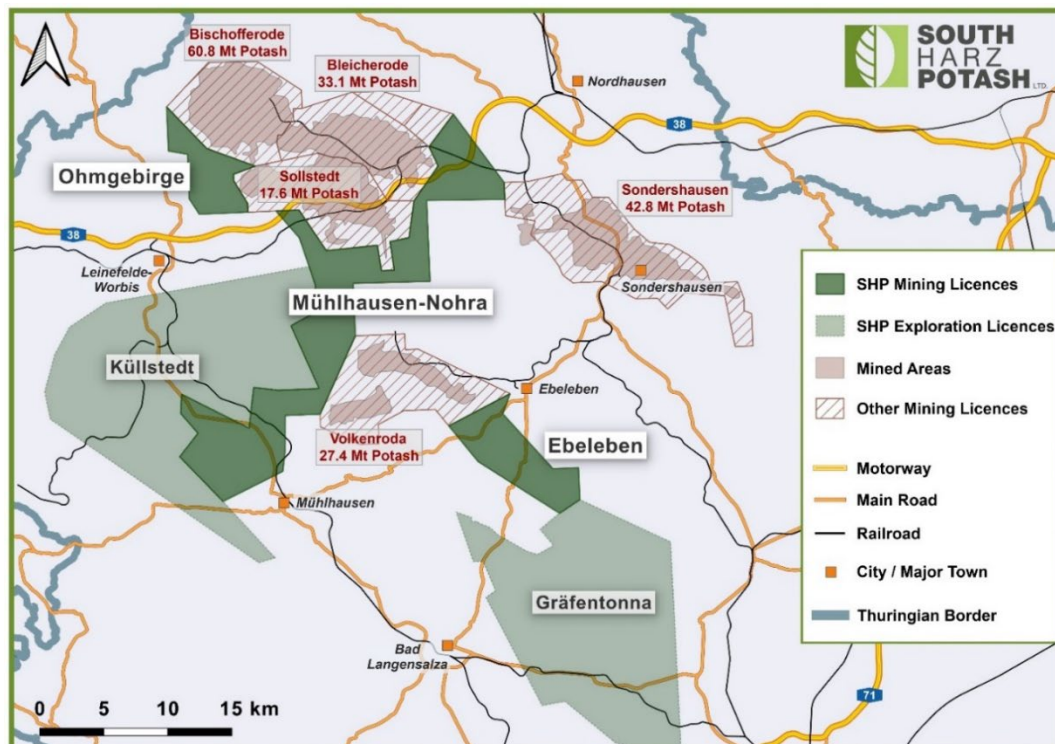 Bischofferode
60.8 Mt Potash
Bleicherode
33.1 Mt Potash
Nordhausen
SOUTH
HARZ
POTASH LTD.
38
Ohmgebirge
Sollstedt
17.6 Mt Potash
Sondershausen
42.8 Mt Potash
38
Leinefelde-
Worbis
Sondershausen
Mühlhausen-Nohra
Küllstedt
Ebeleben
Volkenroda
27.4 Mt Potash
Ebeleben
Mühlhausen
Gräfentonna
Bad
Langensalza
SHP Mining Licences
SHP Exploration Licences
Mined Areas
Other Mining Licences
Motorway
Main Road
Railroad
City / Major Town
Thuringian Border
71
0 5 10 15 km